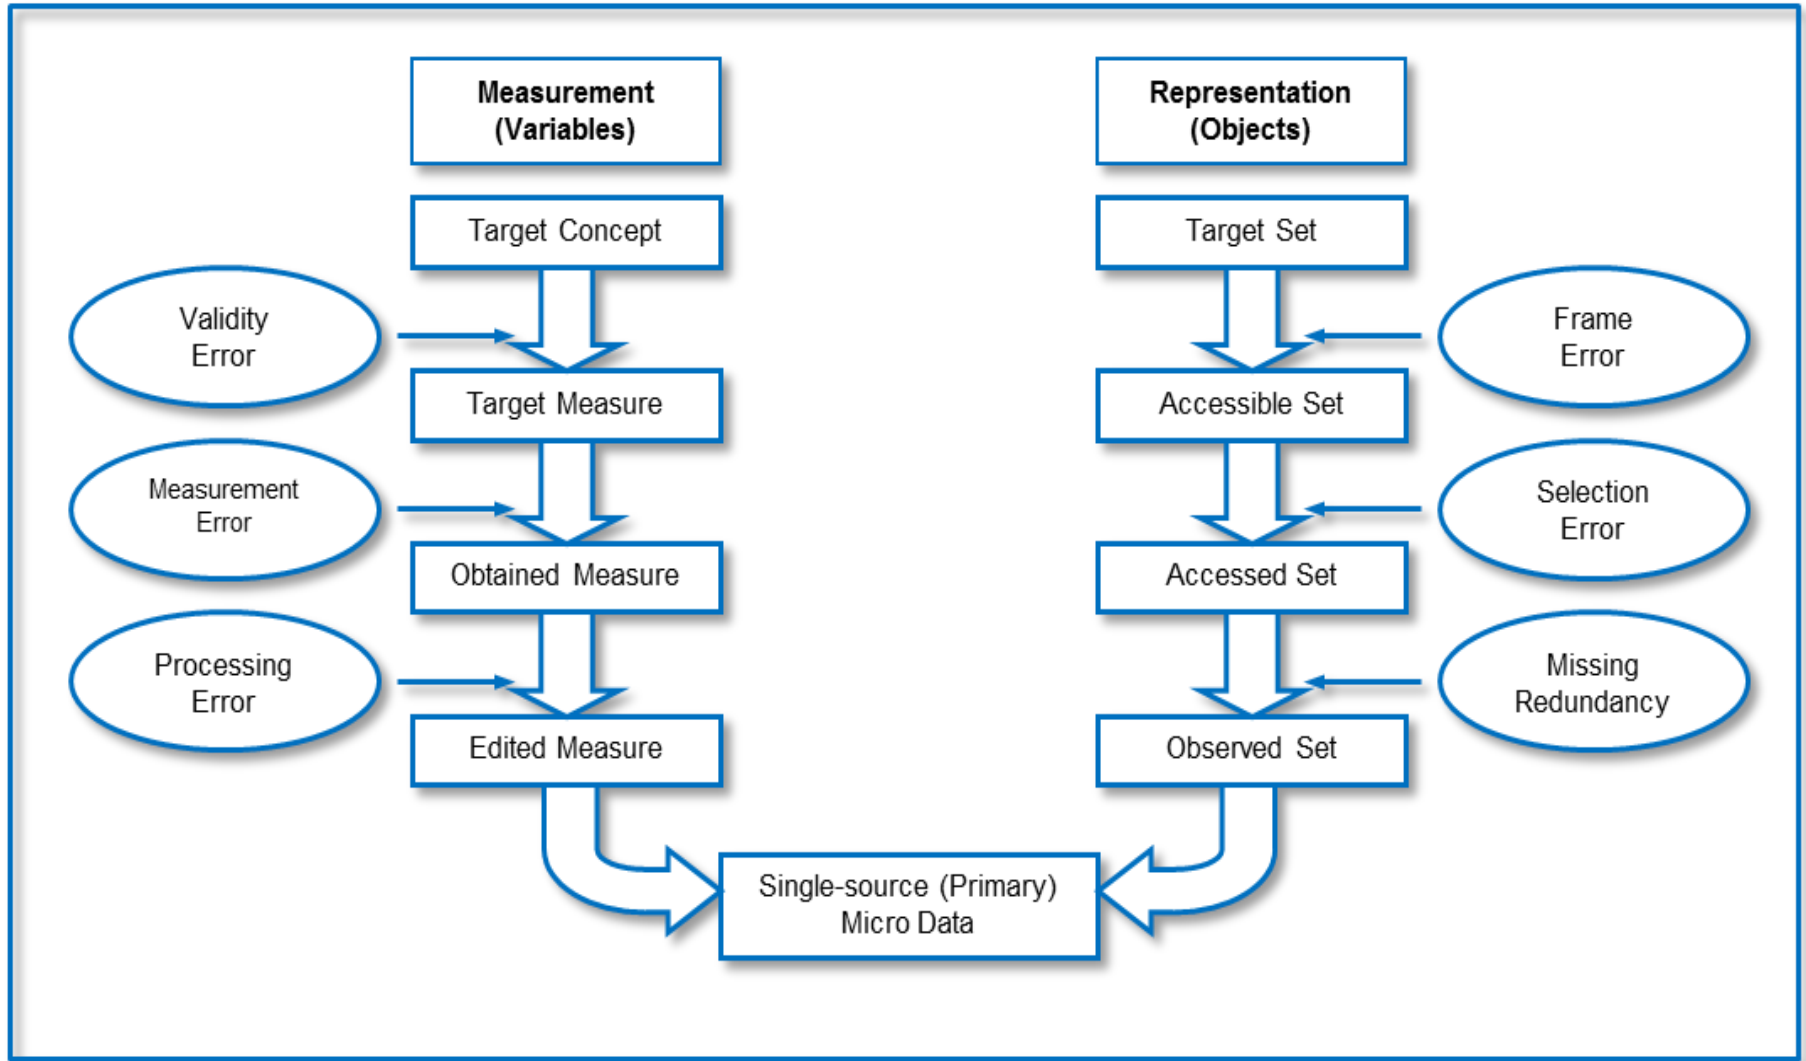 Measurement
(Variables)
Representation
(Objects)
Target Concept
Target Set
Validity
Error
Frame
Error
Target Measure
Accessible Set
Measurement
Error
Selection
Error
Obtained Measure
Accessed Set
Processing
Error
Missing
Redundancy
Edited Measure
Observed Set
Single-source (Primary)
Micro Data